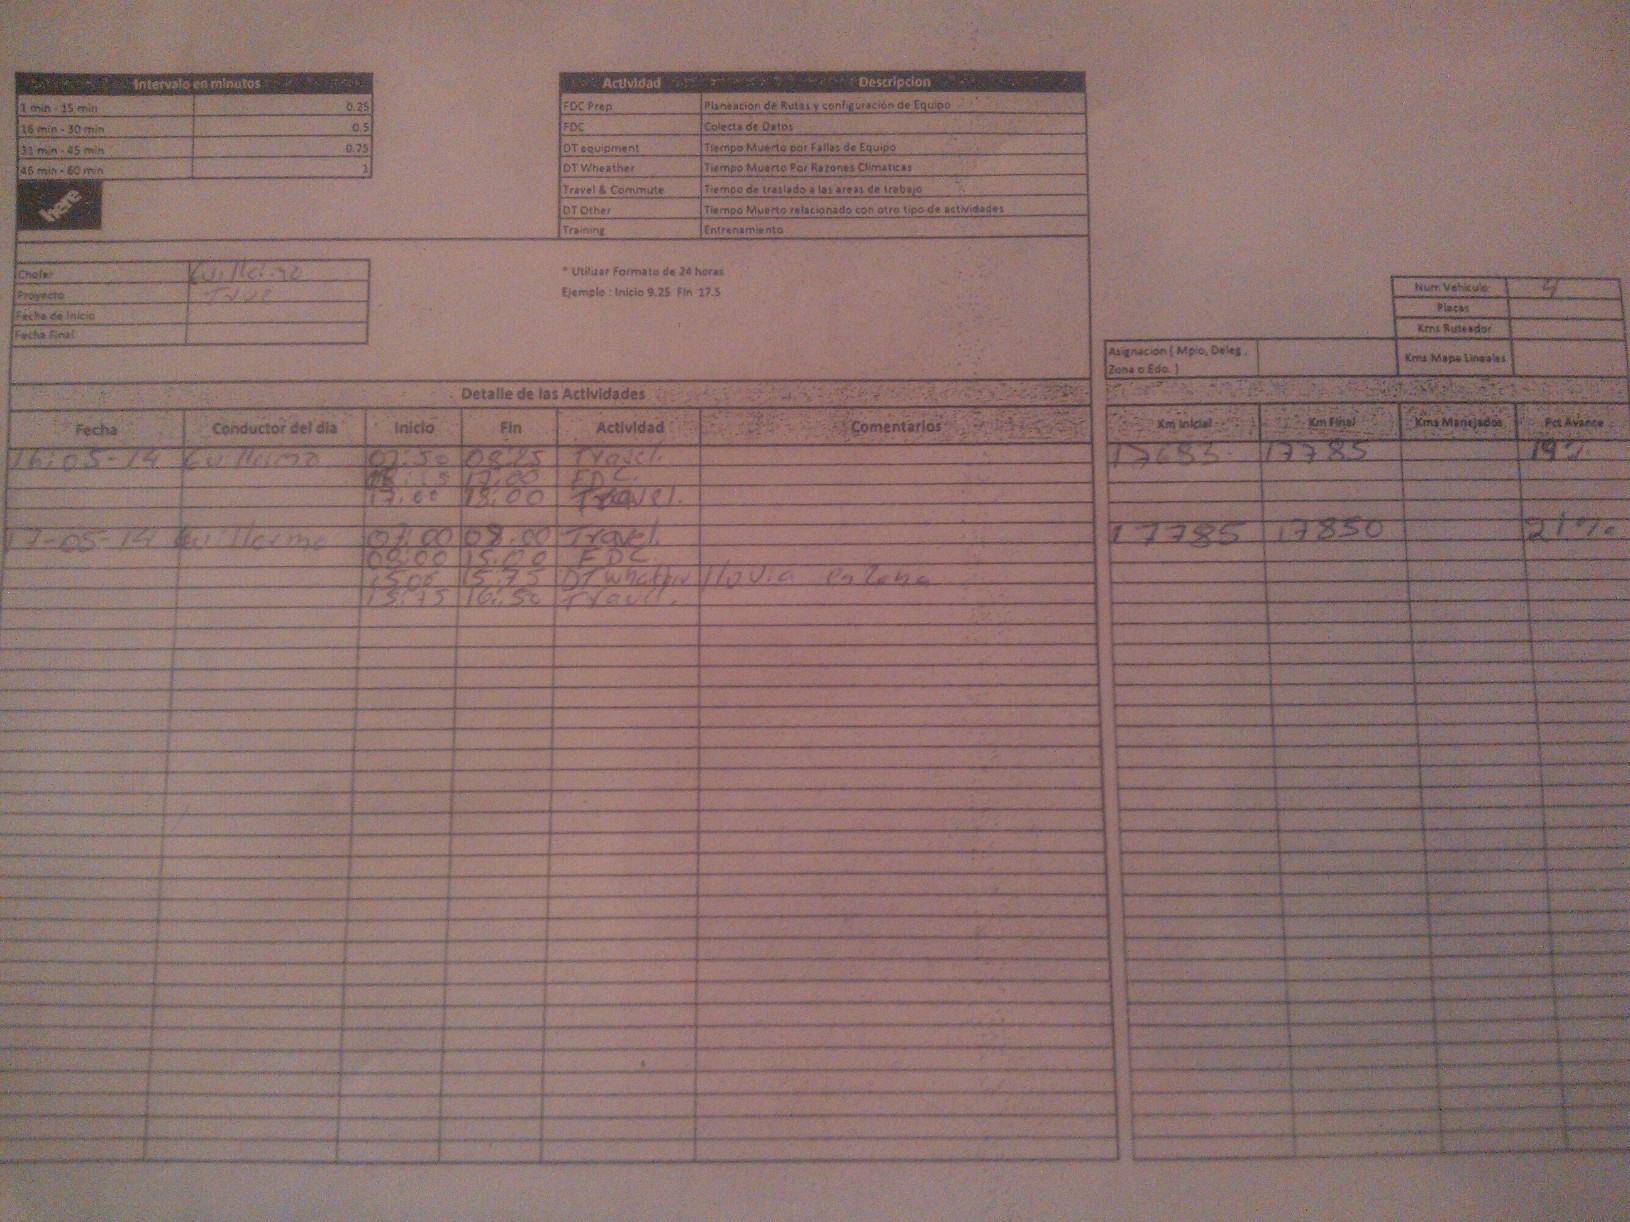 Intervalo en minutos
1 min - 15 min 0.25
16 min - 30 min 0.5
31 min - 45 min 0.75
46 min - 60 min 1
here
Actividad Descripcion
FDC Prep Planeacion de Rutas y configuración de Equipo
FDC Colecta de Datos
DT equipment Tiempo Muerto por Fallas de Equipo
DT Wheather Tiempo Muerto Por Razones Climaticas
Travel & Commute Tiempo de traslado a las areas de trabajo
DT Other Tiempo Muerto relacionado con otro tipo de actividades
Training Entrenamiento
Chofer Guillermo
Proyecto True
Fecha de Inicio
Fecha Final
* Utilizar Formato de 24 horas
Ejemplo : Inicio 9.25 Fin 17.5
Num Vehiculo 4
Placas
Kms Ruteador
Asignacion ( Mpio, Deleg , Kms Mapa Lineales
Zona o Edo. )
Detalle de las Actividades
Fecha Conductor del dia Inicio Fin Actividad Comentarios Km Inicial Km Final Kms Manejados Pct Avance
16-05-14 Guillermo 07:50 08:25 Travel. 17683 17785 19%
17:00 FDC.
17:00 18:00 Travel.
17-05-14 Guillermo 07:00 08:00 Travel. 17785 17850 21%
08:00 15:00 FDC
15:00 15:75 DT Whather lluvia en Zona
15:75 16:50 Travel.